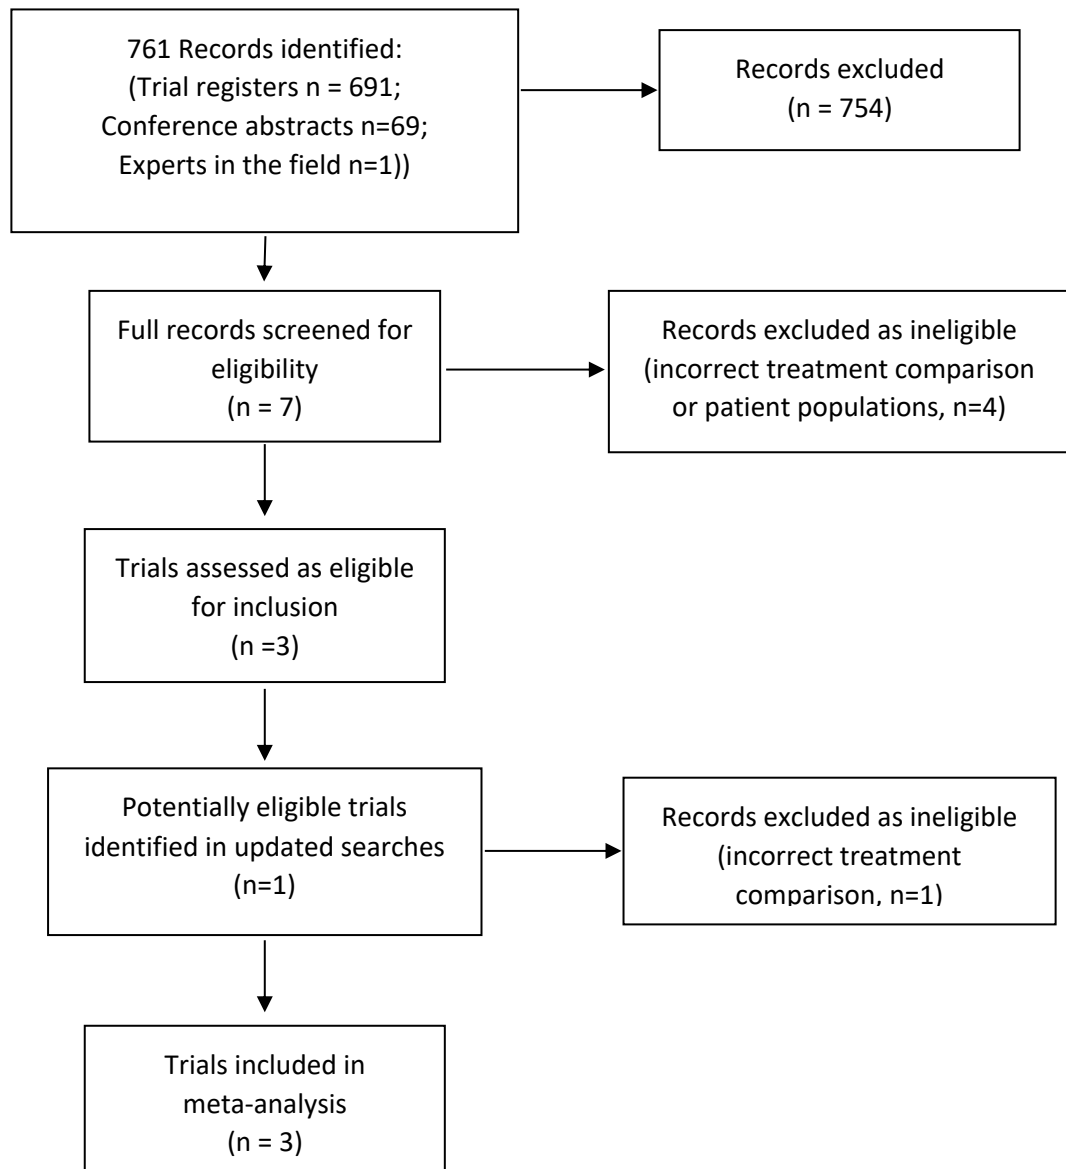 761 Records identified:
(Trial registers n = 691;
Conference abstracts n=69;
Experts in the field n=1))
Records excluded
(n = 754)
Full records screened for
eligibility
(n = 7)
Records excluded as ineligible
(incorrect treatment comparison
or patient populations, n=4)
Trials assessed as eligible
for inclusion
(n =3)
Potentially eligible trials
identified in updated searches
(n=1)
Records excluded as ineligible
(incorrect treatment
comparison, n=1)
Trials included in
meta-analysis
(n = 3)